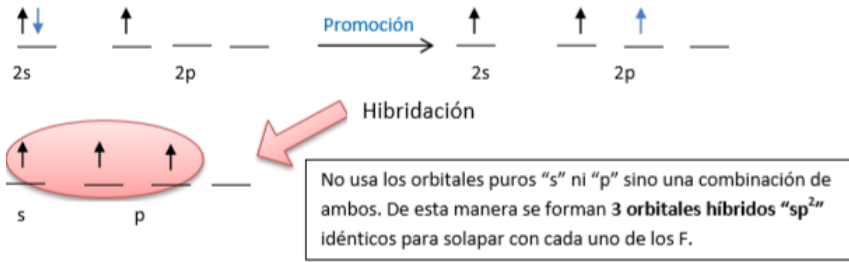 Promoción
2s 2p 2s 2p
Hibridación
s p
No usa los orbitales puros “s” ni “p” sino una combinación de
ambos. De esta manera se forman 3 orbitales híbridos “sp²”
idénticos para solapar con cada uno de los F.